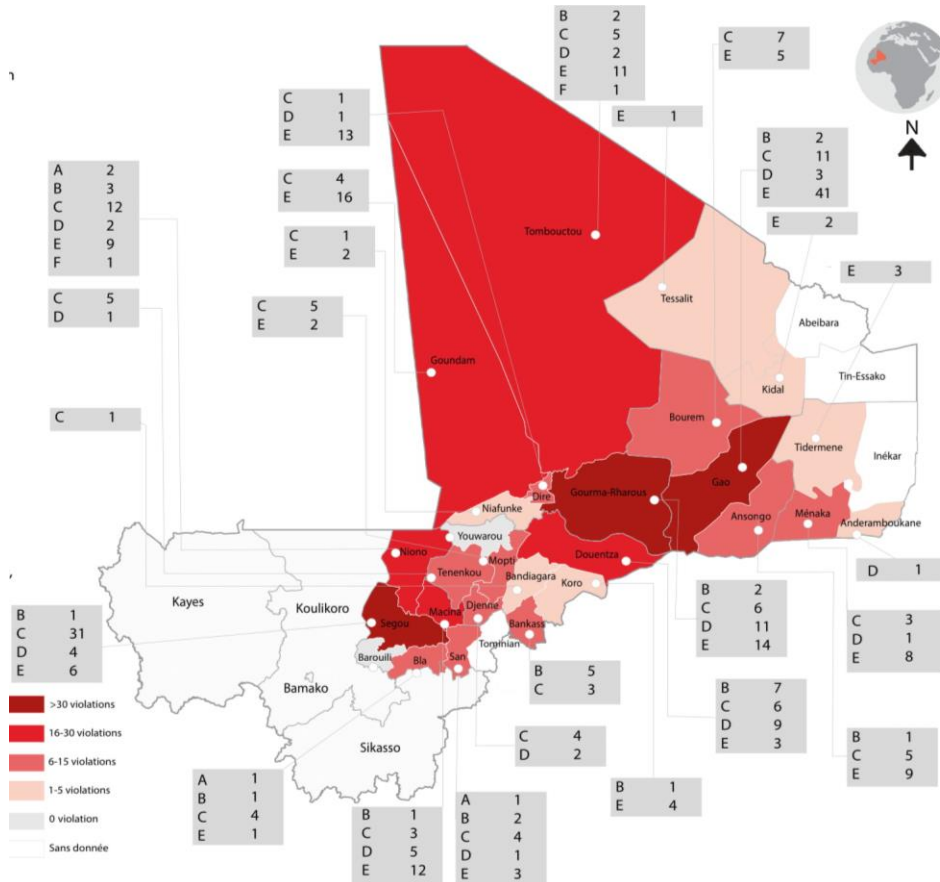 B 2
C 5
D 2
E 11
F 1
C 7
E 5
C 1
D 1
E 13
E 1
N
B 2
C 11
D 3
E 41
A 2
B 3
C 12
D 2
E 9
F 1
C 4
E 16
E 2
C 1
E 2
Tombouctou
E 3
C 5
D 1
C 5
E 2
Tessalit
Abeibara
Goundam
Kidal
Tin-Essako
C 1
Bourem
Tidermene
Inékar
Gao
Dire
Gourma-Rharous
Ansongo
Ménaka
Niafunke
Anderamboukane
Youwarou
Niono
Mopti
Douentza
Tenenkou
Bandiagara
Koro
D 1
Kayes
Koulikoro
Djenne
Macina
Segou
Bankass
B 1
C 31
D 4
E 6
Tominian
Barouili
Bla
San
B 2
C 6
D 11
E 14
C 3
D 1
E 8
Bamako
B 5
C 3
>30 violations
16-30 violations
6-15 violations
1-5 violations
0 violation
Sans donnée
Sikasso
C 4
D 2
B 7
C 6
D 9
E 3
B 1
C 5
E 9
A 1
B 1
C 4
E 1
B 1
E 4
B 1
C 3
D 5
E 12
A 1
B 2
C 4
D 1
E 3